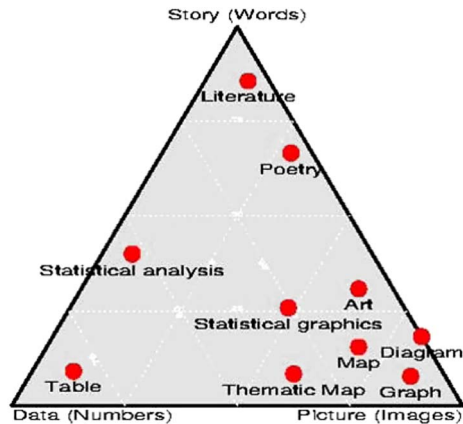 Story (Words)
Literature
Poetry
Statistical analysis
Art
Statistical graphics
Diagram
Map
Table
Thematic Map
Graph
Data (Numbers)
Picture (Images)